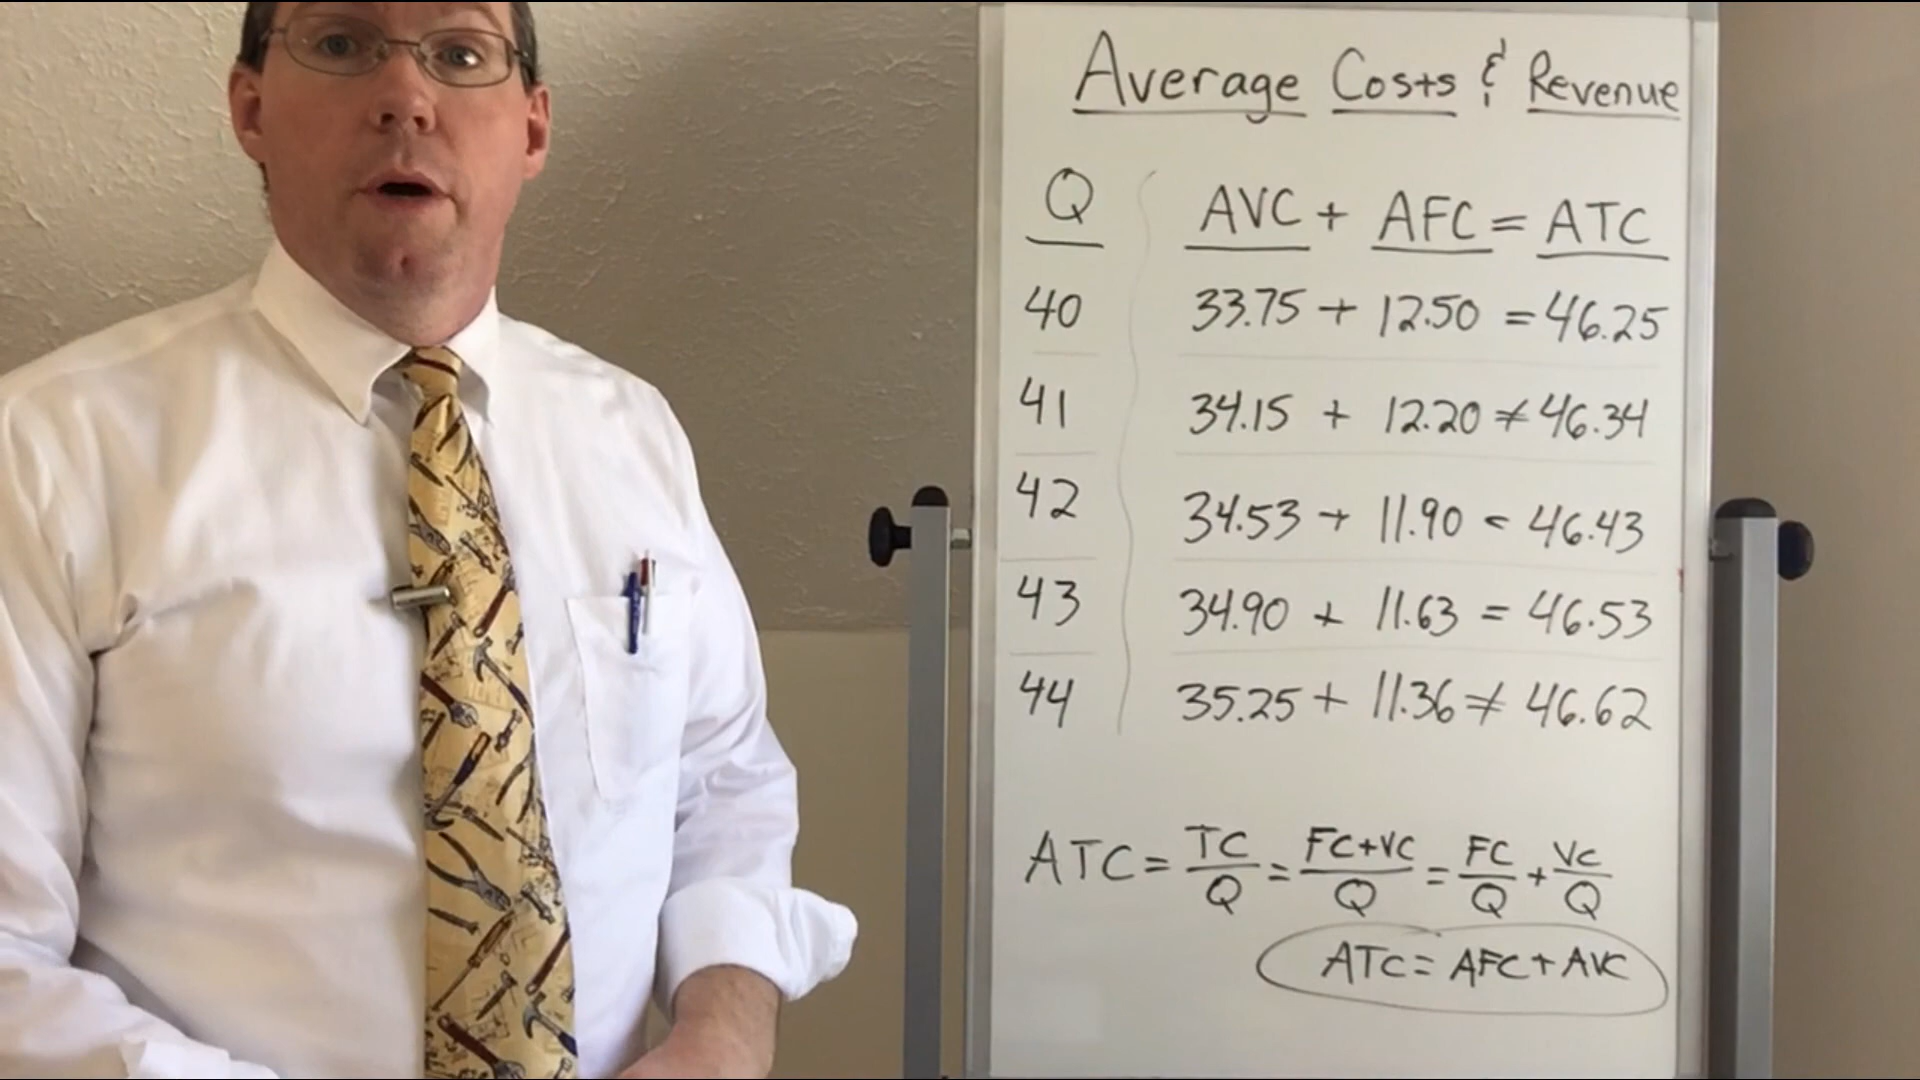 Average Costs & Revenue
Q AVC + AFC = ATC
40 33.75 + 12.50 = 46.25
41 34.15 + 12.20 ≠ 46.34
42 34.53 + 11.90 = 46.43
43 34.90 + 11.63 = 46.53
44 35.25 + 11.36 ≠ 46.62
ATC = TC/Q = FC+VC/Q = FC/Q + VC/Q
ATC = AFC + AVC